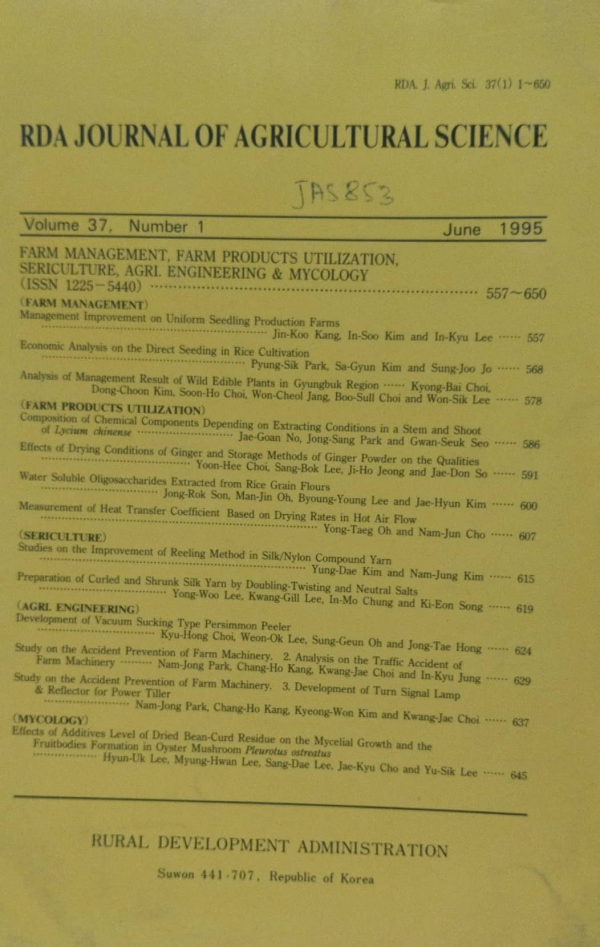 RDA. J. Agri. Sci. 37(1) 1~650
RDA JOURNAL OF AGRICULTURAL SCIENCE
JAS853
Volume 37, Number 1 June 1995
FARM MANAGEMENT, FARM PRODUCTS UTILIZATION,
SERICULTURE, AGRI. ENGINEERING & MYCOLOGY
(ISSN 1225-5440) ⋯⋯⋯⋯⋯⋯⋯⋯⋯⋯⋯⋯⋯⋯ 557~650
(FARM MANAGEMENT)
Management Improvement on Uniform Seedling Production Farms
⋯⋯⋯⋯⋯⋯⋯⋯⋯⋯ Jin-Koo Kang, In-Soo Kim and In-Kyu Lee ⋯⋯ 557
Economic Analysis on the Direct Seeding in Rice Cultivation
⋯⋯⋯⋯⋯⋯⋯⋯⋯⋯ Pyung-Sik Park, Sa-Gyun Kim and Sung-Joo Jo ⋯⋯ 568
Analysis of Management Result of Wild Edible Plants in Gyungbuk Region ⋯⋯ Kyong-Bai Choi,
Dong-Choon Kim, Soon-Ho Choi, Won-Cheol Jang, Boo-Sull Choi and Won-Sik Lee ⋯⋯ 578
(FARM PRODUCTS UTILIZATION)
Composition of Chemical Components Depending on Extracting Conditions in a Stem and Shoot
of Lycium chinense ⋯⋯⋯⋯⋯⋯ Jae-Goan No, Jong-Sang Park and Gwan-Seuk Seo ⋯⋯ 586
Effects of Drying Conditions of Ginger and Storage Methods of Ginger Powder on the Qualities
⋯⋯⋯⋯⋯⋯⋯⋯ Yoon-Hee Choi, Sang-Bok Lee, Ji-Ho Jeong and Jae-Don So ⋯⋯ 591
Water Soluble Oligosaccharides Extracted from Rice Grain Flours
⋯⋯⋯⋯⋯⋯⋯⋯ Jong-Rok Son, Man-Jin Oh, Byoung-Young Lee and Jae-Hyun Kim ⋯⋯ 600
Measurement of Heat Transfer Coefficient Based on Drying Rates in Hot Air Flow
⋯⋯⋯⋯⋯⋯⋯⋯⋯⋯⋯⋯ Yong-Taeg Oh and Nam-Jun Cho ⋯⋯ 607
(SERICULTURE)
Studies on the Improvement of Reeling Method in Silk/Nylon Compound Yarn
⋯⋯⋯⋯⋯⋯⋯⋯⋯⋯⋯⋯ Yung-Dae Kim and Nam-Jung Kim ⋯⋯ 615
Preparation of Curled and Shrunk Silk Yarn by Doubling-Twisting and Neutral Salts
⋯⋯⋯⋯⋯⋯⋯⋯ Yong-Woo Lee, Kwang-Gill Lee, In-Mo Chung and Ki-Eon Song ⋯⋯ 619
(AGRI. ENGINEERING)
Development of Vacuum Sucking Type Persimmon Peeler
⋯⋯⋯⋯⋯⋯⋯⋯ Kyu-Hong Choi, Weon-Ok Lee, Sung-Geun Oh and Jong-Tae Hong ⋯⋯ 624
Study on the Accident Prevention of Farm Machinery. 2. Analysis on the Traffic Accident of
Farm Machinery ⋯⋯⋯ Nam-Jong Park, Chang-Ho Kang, Kwang-Jae Choi and In-Kyu Jung ⋯⋯ 629
Study on the Accident Prevention of Farm Machinery. 3. Development of Turn Signal Lamp
& Reflector for Power Tiller
⋯⋯⋯⋯⋯⋯ Nam-Jong Park, Chang-Ho Kang, Kyeong-Won Kim and Kwang-Jae Choi ⋯⋯ 637
(MYCOLOGY)
Effects of Additives Level of Dried Bean-Curd Residue on the Mycelial Growth and the
Fruitbodies Formation in Oyster Mushroom Pleurotus ostreatus
⋯⋯⋯⋯⋯ Hyun-Uk Lee, Myung-Hwan Lee, Sang-Dae Lee, Jae-Kyu Cho and Yu-Sik Lee ⋯⋯ 645
RURAL DEVELOPMENT ADMINISTRATION
Suwon 441-707, Republic of Korea